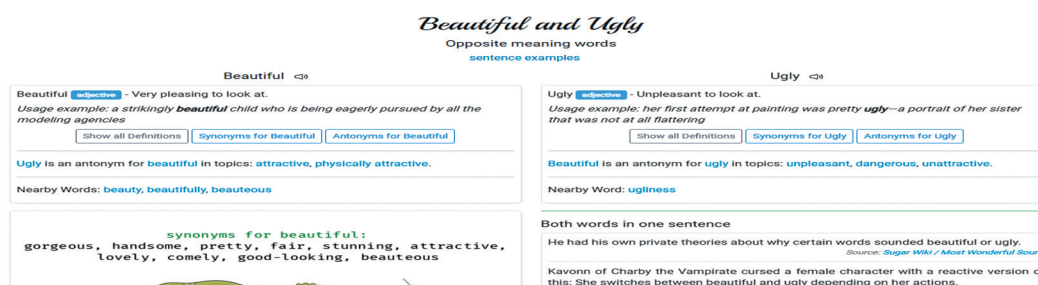 Beautiful and Ugly
Opposite meaning words
sentence examples
Beautiful
Beautiful adjective - Very pleasing to look at.
Usage example: a strikingly beautiful child who is being eagerly pursued by all the
modeling agencies
Show all Definitions Synonyms for Beautiful Antonyms for Beautiful
Ugly is an antonym for beautiful in topics: attractive, physically attractive.
Nearby Words: beauty, beautifully, beauteous
synonyms for beautiful:
gorgeous, handsome, pretty, fair, stunning, attractive,
lovely, comely, good-looking, beauteous
Ugly
Ugly adjective - Unpleasant to look at.
Usage example: her first attempt at painting was pretty ugly—a portrait of her sister
that was not at all flattering
Show all Definitions Synonyms for Ugly Antonyms for Ugly
Beautiful is an antonym for ugly in topics: unpleasant, dangerous, unattractive.
Nearby Word: ugliness
Both words in one sentence
He had his own private theories about why certain words sounded beautiful or ugly.
Source: Sugar Wiki / Most Wonderful Sour
Kavonn of Charby the Vampirate cursed a female character with a reactive version
this: She switches between beautiful and ugly depending on her actions.